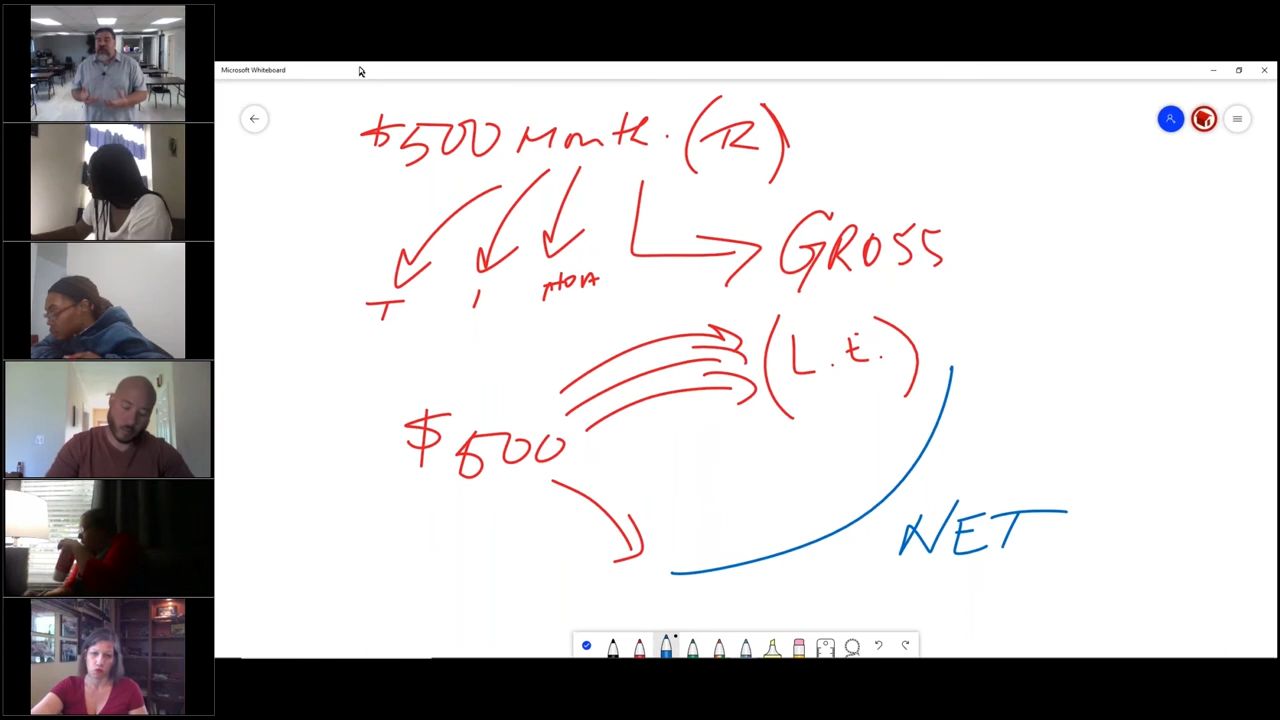 Microsoft Whiteboard
$500 Month. (R)
GROSS
T I HOA
(L.t.)
$500
NET